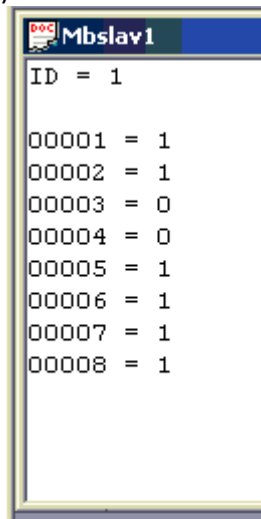 Mbslav1
ID = 1
00001 = 1
00002 = 1
00003 = 0
00004 = 0
00005 = 1
00006 = 1
00007 = 1
00008 = 1